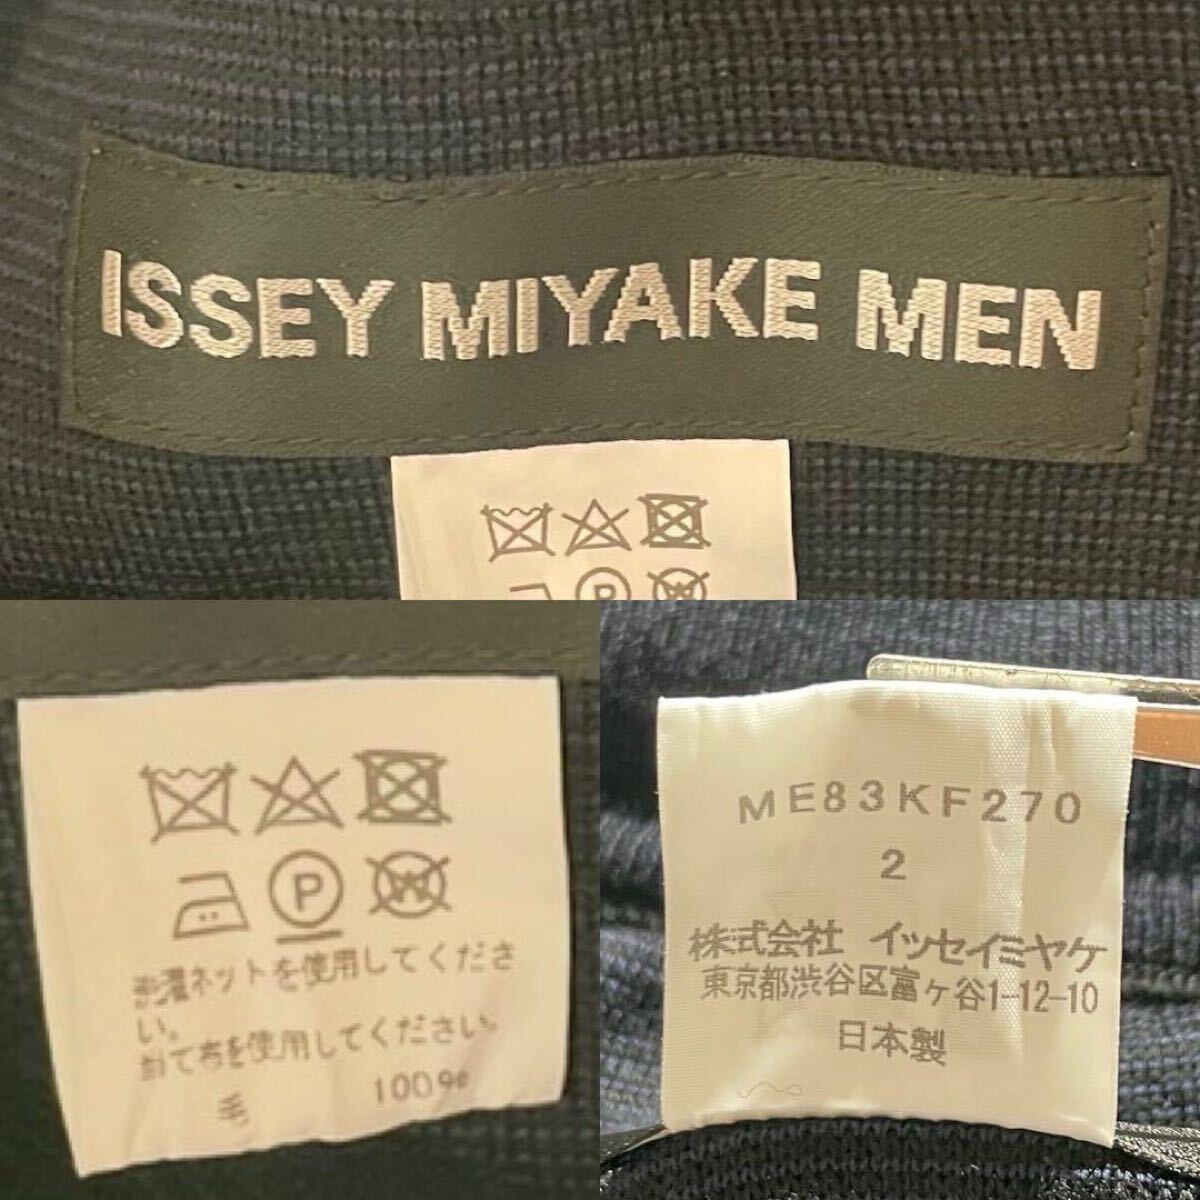 ISSEY MIYAKE MEN
P
W
洗濯ネットを使用してくださ
い。
当て布を使用してください。
毛 100%
ME83KF270
2
株式会社 イッセイミヤケ
東京都渋谷区富ヶ谷1-12-10
日本製